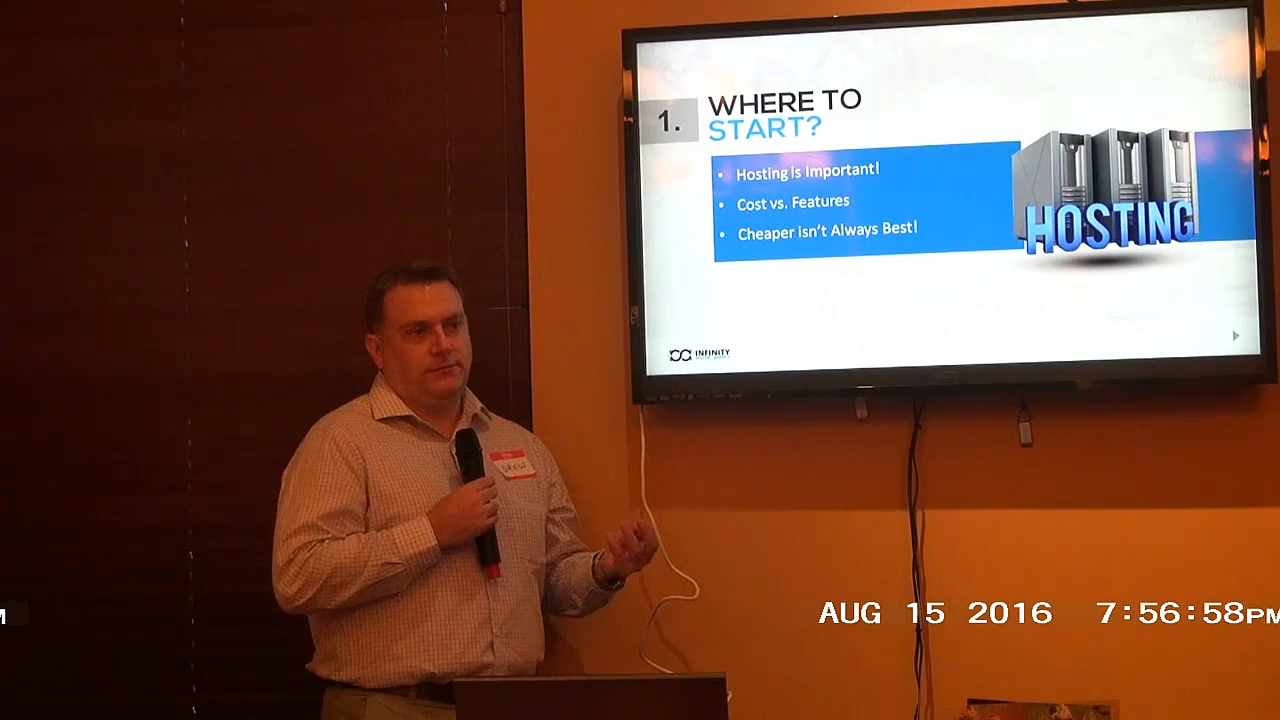 1.
WHERE TO
START?
• Hosting is Important!
• Cost vs. Features
• Cheaper isn't Always Best!
HOSTING
INFINITY
DREW
M
AUG 15 2016 7:56:58PM